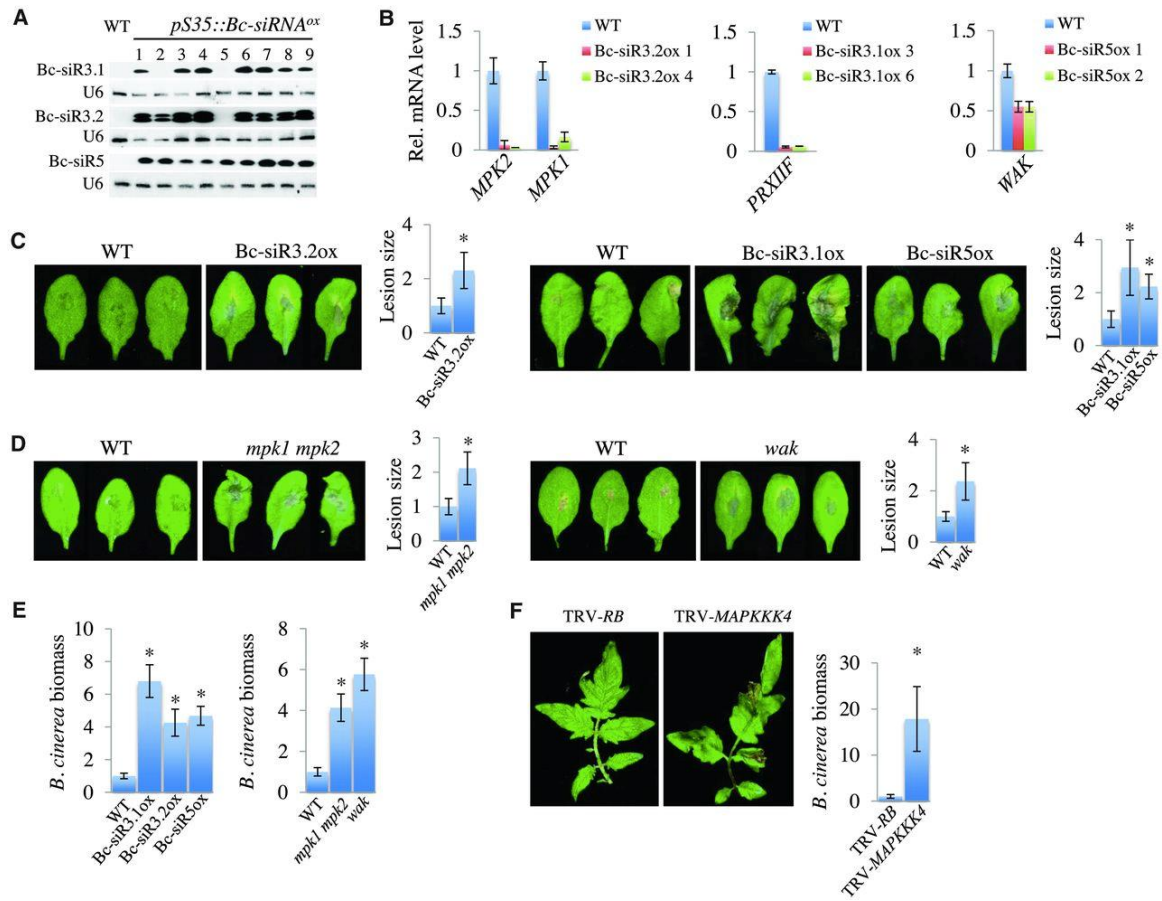 A
WT pS35::Bc-siRNAox
1 2 3 4 5 6 7 8 9
Bc-siR3.1
U6
Bc-siR3.2
U6
Bc-siR5
U6
B
Rel. mRNA level
1.5
1
0.5
0
MPK2
MPK1
WT
Bc-siR3.2ox 1
Bc-siR3.2ox 4
1.5
1
0.5
0
PRXIIF
WT
Bc-siR3.1ox 3
Bc-siR3.1ox 6
1.5
1
0.5
0
WAK
WT
Bc-siR5ox 1
Bc-siR5ox 2
C
WT
Bc-siR3.2ox
Lesion size
4
2
0
*
WT
Bc-siR3.2ox
WT
Bc-siR3.1ox
Bc-siR5ox
Lesion size
4
2
0
*
*
WT
Bc-siR3.1ox
Bc-siR5ox
D
WT
mpk1 mpk2
Lesion size
3
2
1
0
*
WT
mpk1 mpk2
WT
wak
Lesion size
4
2
0
*
WT
wak
E
B. cinerea biomass
10
8
6
4
2
0
*
*
*
WT
Bc-siR3.1ox
Bc-siR3.2ox
Bc-siR5ox
B. cinerea biomass
8
6
4
2
0
*
*
WT
mpk1 mpk2
wak
F
TRV-RB
TRV-MAPKKK4
B. cinerea biomass
30
20
10
0
*
TRV-RB
TRV-MAPKKK4